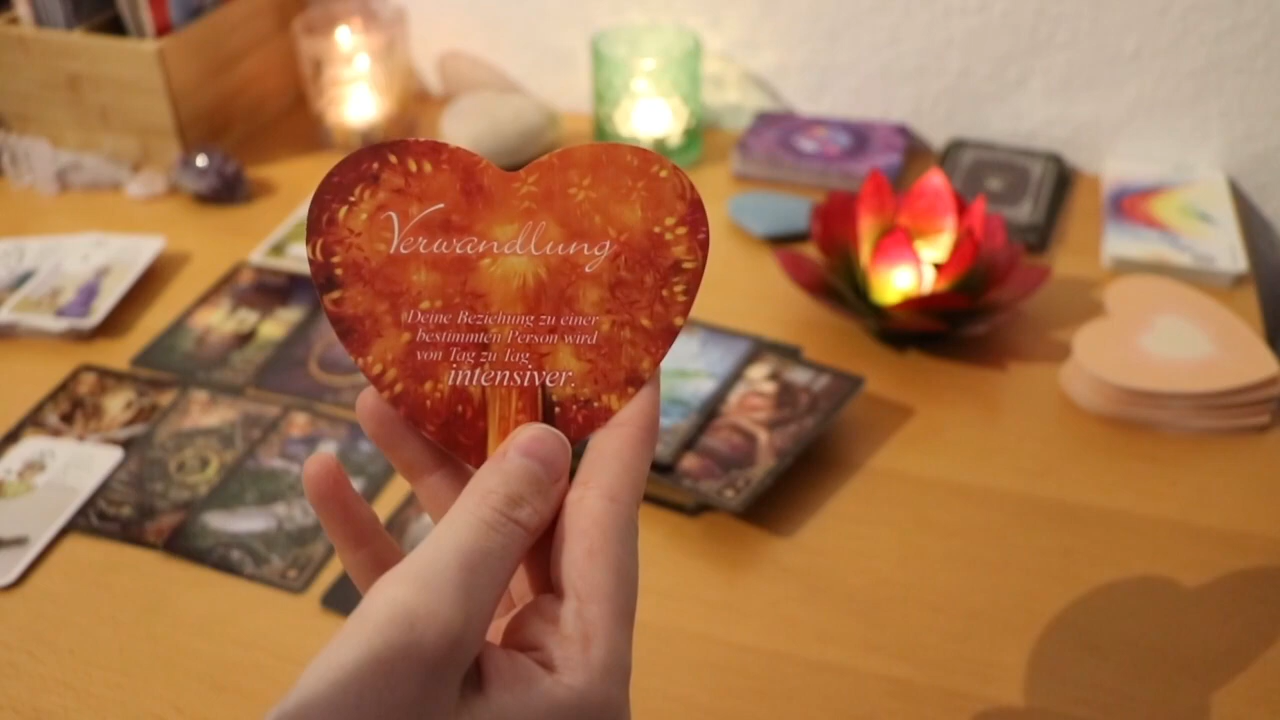 Verwandlung
Deine Beziehung zu einer
bestimmten Person wird
von Tag zu Tag
intensiver.